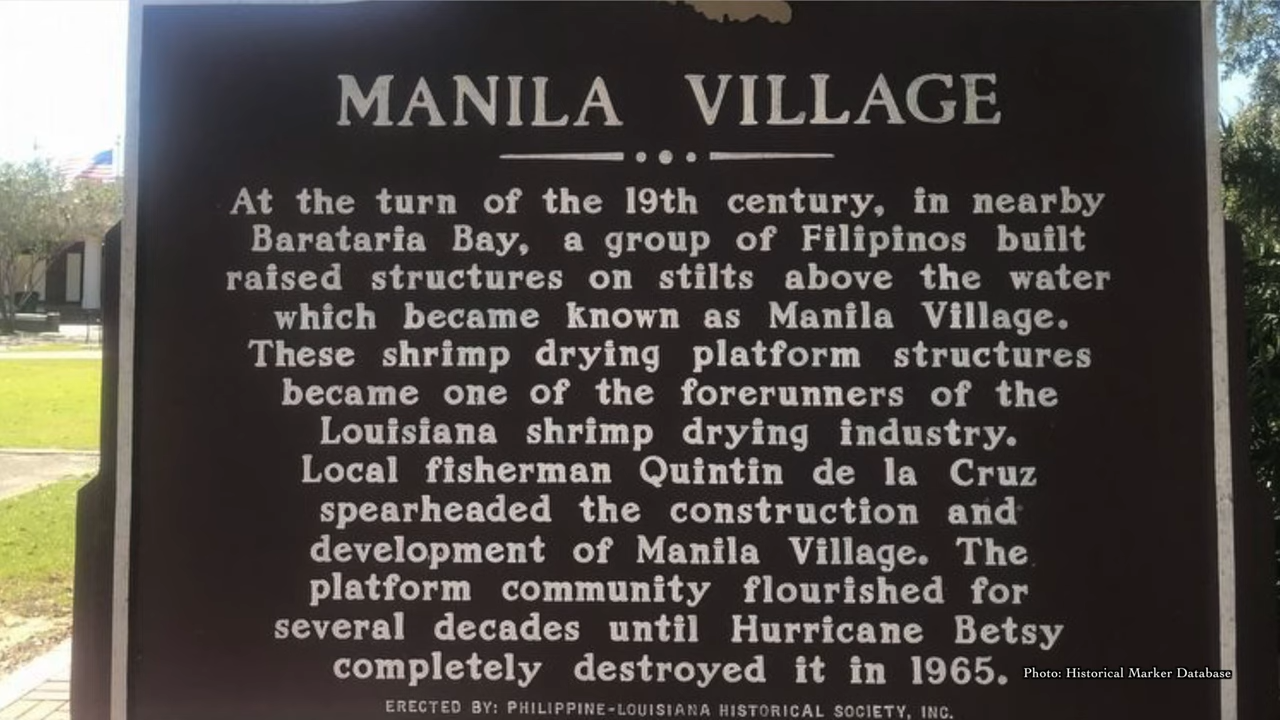 MANILA VILLAGE
At the turn of the 19th century, in nearby
Barataria Bay, a group of Filipinos built
raised structures on stilts above the water
which became known as Manila Village.
These shrimp drying platform structures
became one of the forerunners of the
Louisiana shrimp drying industry.
Local fisherman Quintin de la Cruz
spearheaded the construction and
development of Manila Village. The
platform community flourished for
several decades until Hurricane Betsy
completely destroyed it in 1965.
Photo: Historical Marker Database
ERECTED BY: PHILIPPINE-LOUISIANA HISTORICAL SOCIETY, INC.